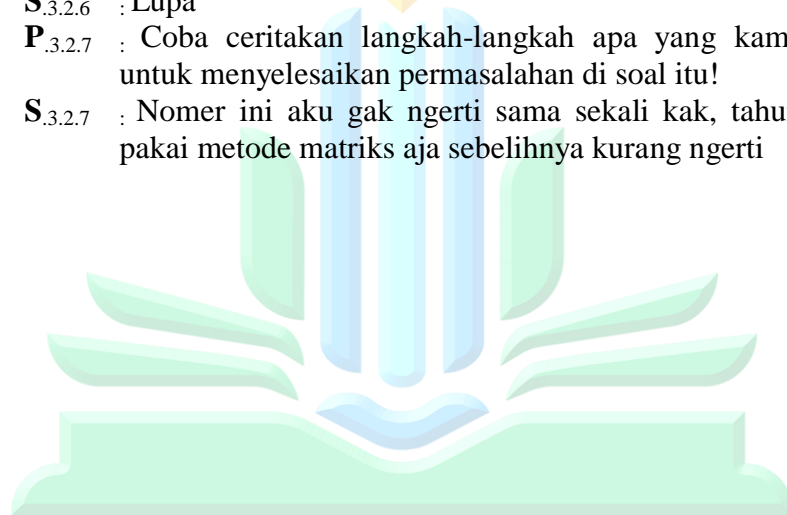 S.3.2.6 : Lupa
P.3.2.7 : Coba ceritakan langkah-langkah apa yang kam
untuk menyelesaikan permasalahan di soal itu!
S.3.2.7 : Nomer ini aku gak ngerti sama sekali kak, tahu
pakai metode matriks aja sebelihnya kurang ngerti